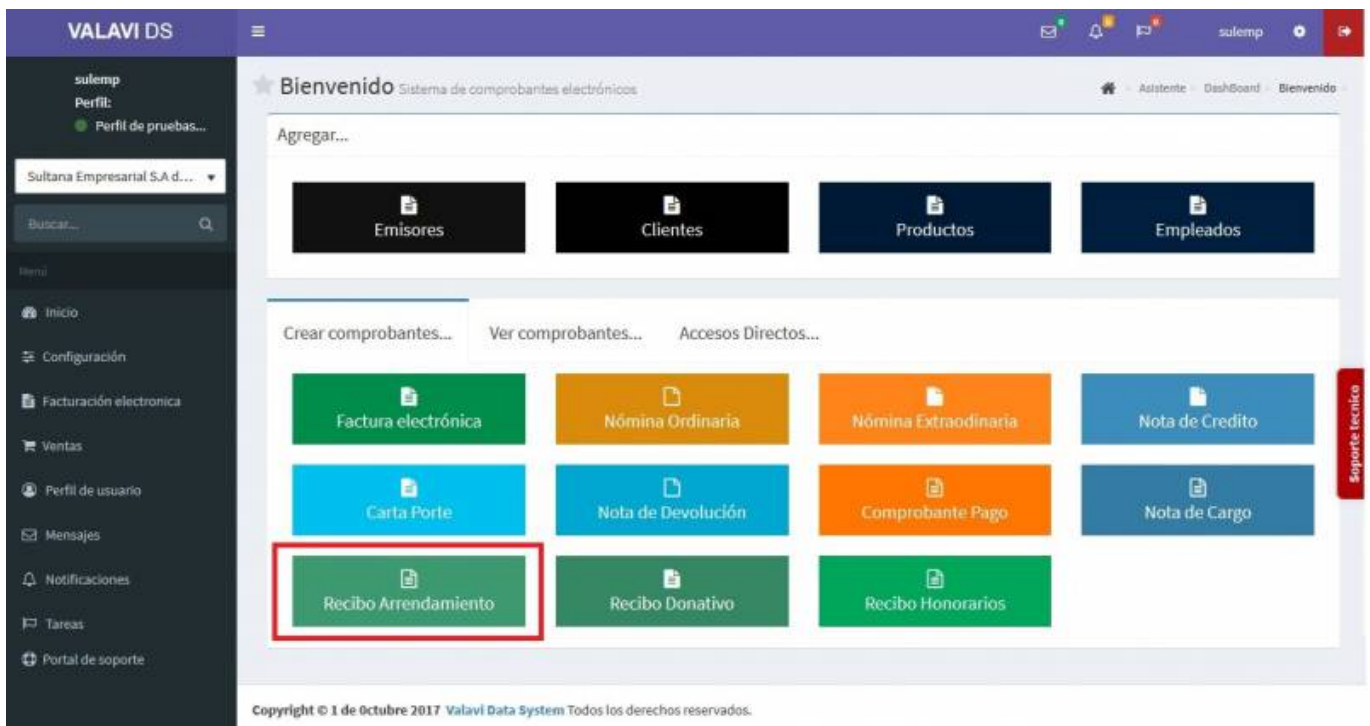 VALAVI DS
sulemp
sulemp
Perfil:
Perfil de pruebas...
Sultana Empresarial S.A d...
Buscar...
Menú
Inicio
Configuración
Facturación electronica
Ventas
Perfil de usuario
Mensajes
Notificaciones
Tareas
Portal de soporte
Bienvenido Sistema de comprobantes electrónicos
Asistente DashBoard Bienvenido
Agregar...
Emisores
Clientes
Productos
Empleados
Crear comprobantes... Ver comprobantes... Accesos Directos...
Factura electrónica
Nómina Ordinaria
Nómina Extraodinaria
Nota de Credito
Carta Porte
Nota de Devolución
Comprobante Pago
Nota de Cargo
Recibo Arrendamiento
Recibo Donativo
Recibo Honorarios
Soporte tecnico
Copyright © 1 de Octubre 2017 Valavi Data System Todos los derechos reservados.